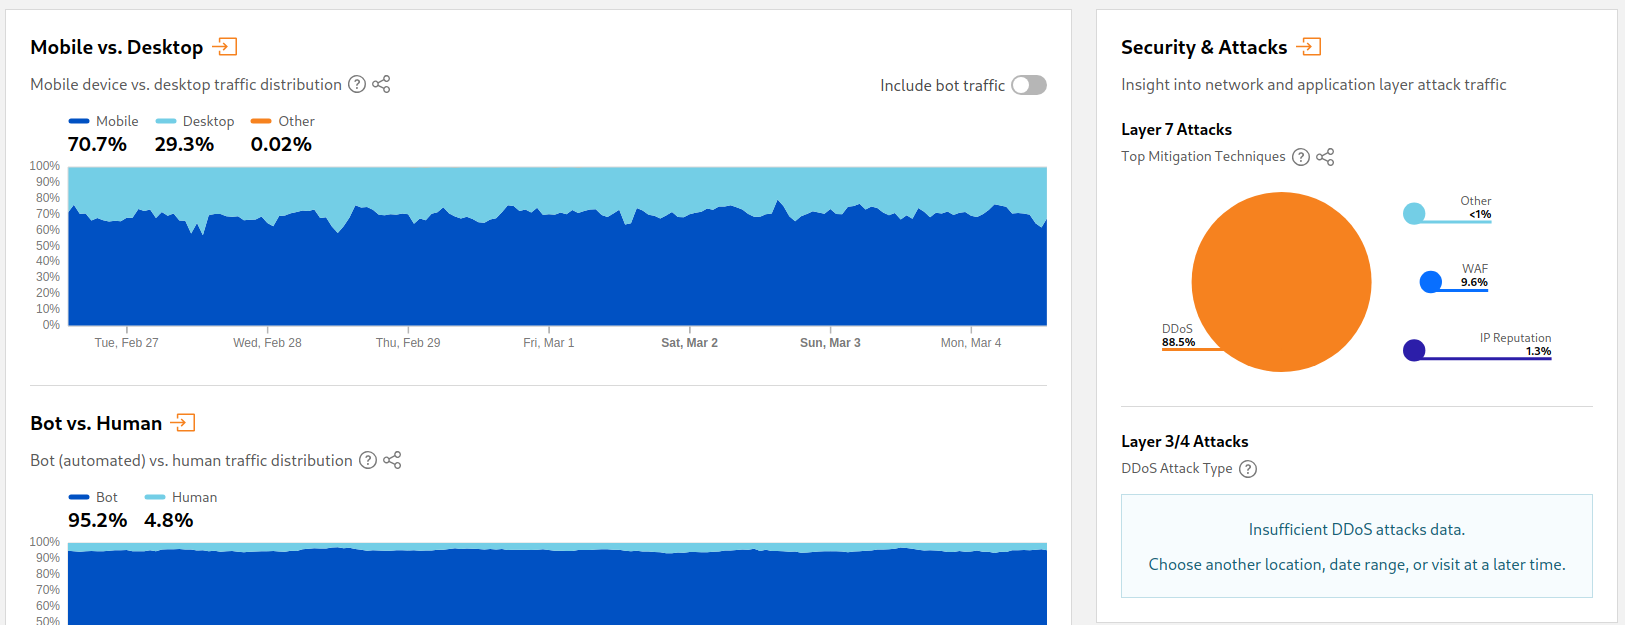 Mobile vs. Desktop
Mobile device vs. desktop traffic distribution ?
Include bot traffic
Mobile Desktop Other
70.7% 29.3% 0.02%
100%
90%
80%
70%
60%
50%
40%
30%
20%
10%
0%
Tue, Feb 27 Wed, Feb 28 Thu, Feb 29 Fri, Mar 1 Sat, Mar 2 Sun, Mar 3 Mon, Mar 4
Bot vs. Human
Bot (automated) vs. human traffic distribution ?
Bot Human
95.2% 4.8%
100%
90%
80%
70%
60%
50%
Security & Attacks
Insight into network and application layer attack traffic
Layer 7 Attacks
Top Mitigation Techniques ?
Other
<1%
WAF
9.6%
DDoS
88.5%
IP Reputation
1.3%
Layer 3/4 Attacks
DDoS Attack Type ?
Insufficient DDoS attacks data.
Choose another location, date range, or visit at a later time.